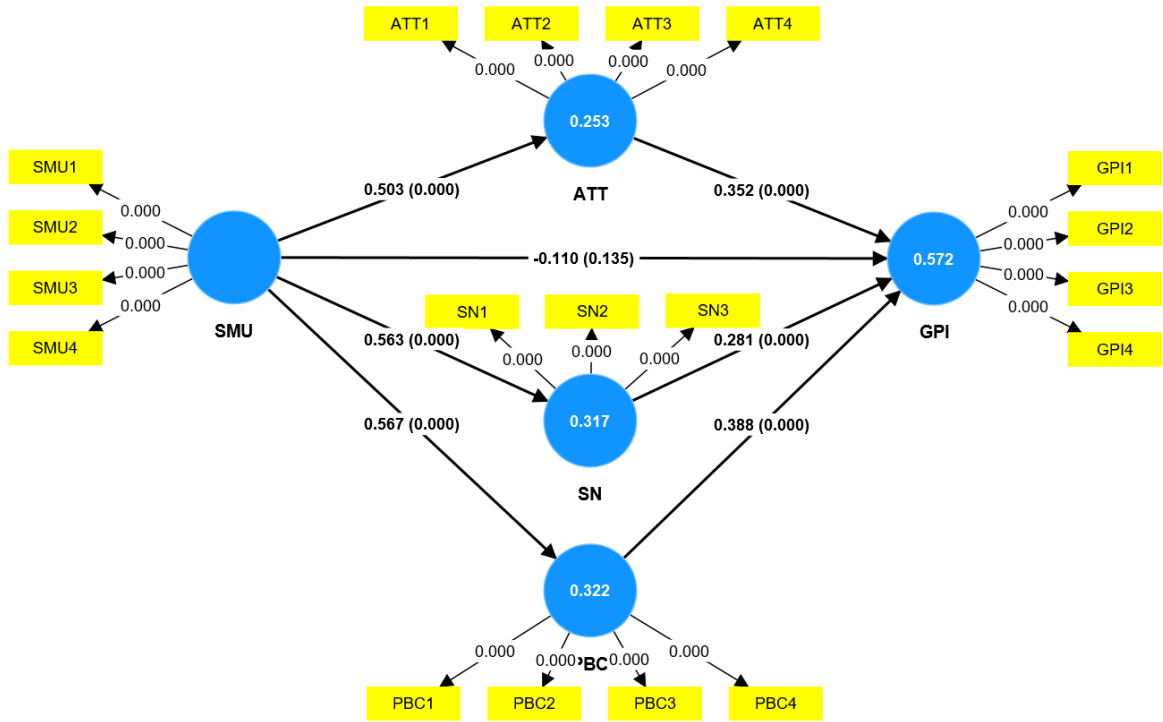 ATT1
ATT2
ATT3
ATT4
0.000
0.000
0.000
0.000
0.253
ATT
SMU1
SMU2
SMU3
SMU4
0.000
0.000
0.000
0.000
SMU
0.503 (0.000)
0.352 (0.000)
-0.110 (0.135)
0.563 (0.000)
0.281 (0.000)
0.567 (0.000)
0.388 (0.000)
GPI1
GPI2
GPI3
GPI4
0.000
0.000
0.000
0.000
0.572
GPI
SN1
SN2
SN3
0.000
0.000
0.000
0.317
SN
0.322
PBC
0.000
0.000
0.000
0.000
PBC1
PBC2
PBC3
PBC4